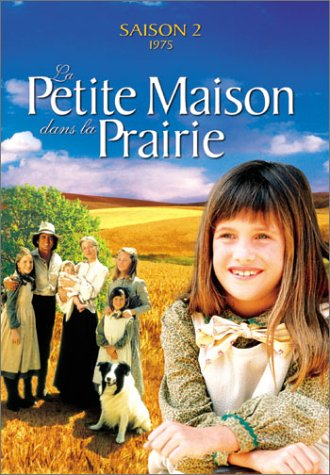 SAISON 2
1975
La
Petite Maison
dans la
Prairie